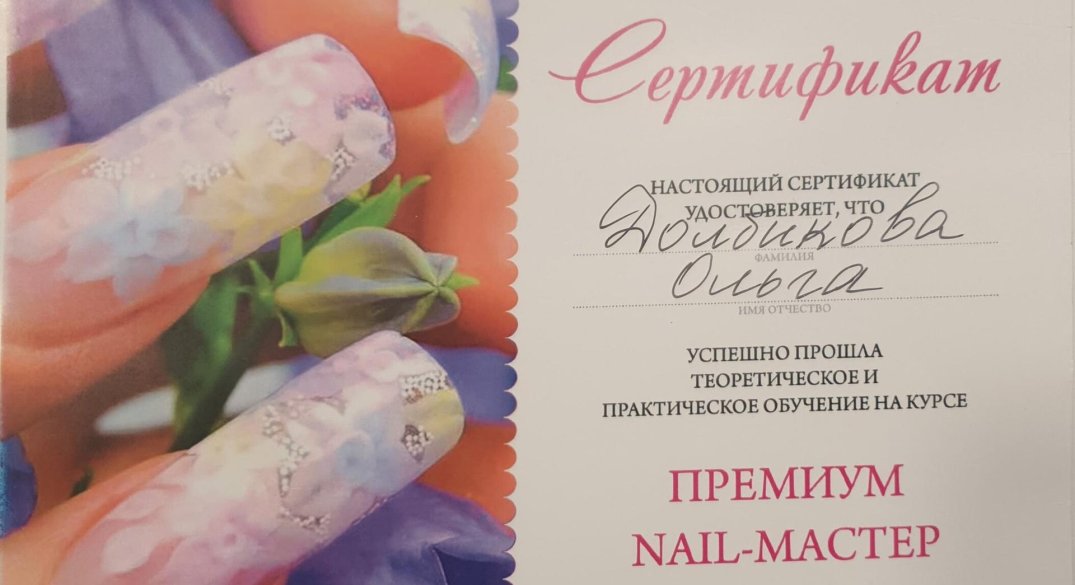 Сертификат
НАСТОЯЩИЙ СЕРТИФИКАТ
УДОСТОВЕРЯЕТ, ЧТО
Долбикова
ФАМИЛИЯ
Ольга
ИМЯ ОТЧЕСТВО
УСПЕШНО ПРОШЛА
ТЕОРЕТИЧЕСКОЕ И
ПРАКТИЧЕСКОЕ ОБУЧЕНИЕ НА КУРСЕ
ПРЕМИУМ
NAIL-МАСТЕР